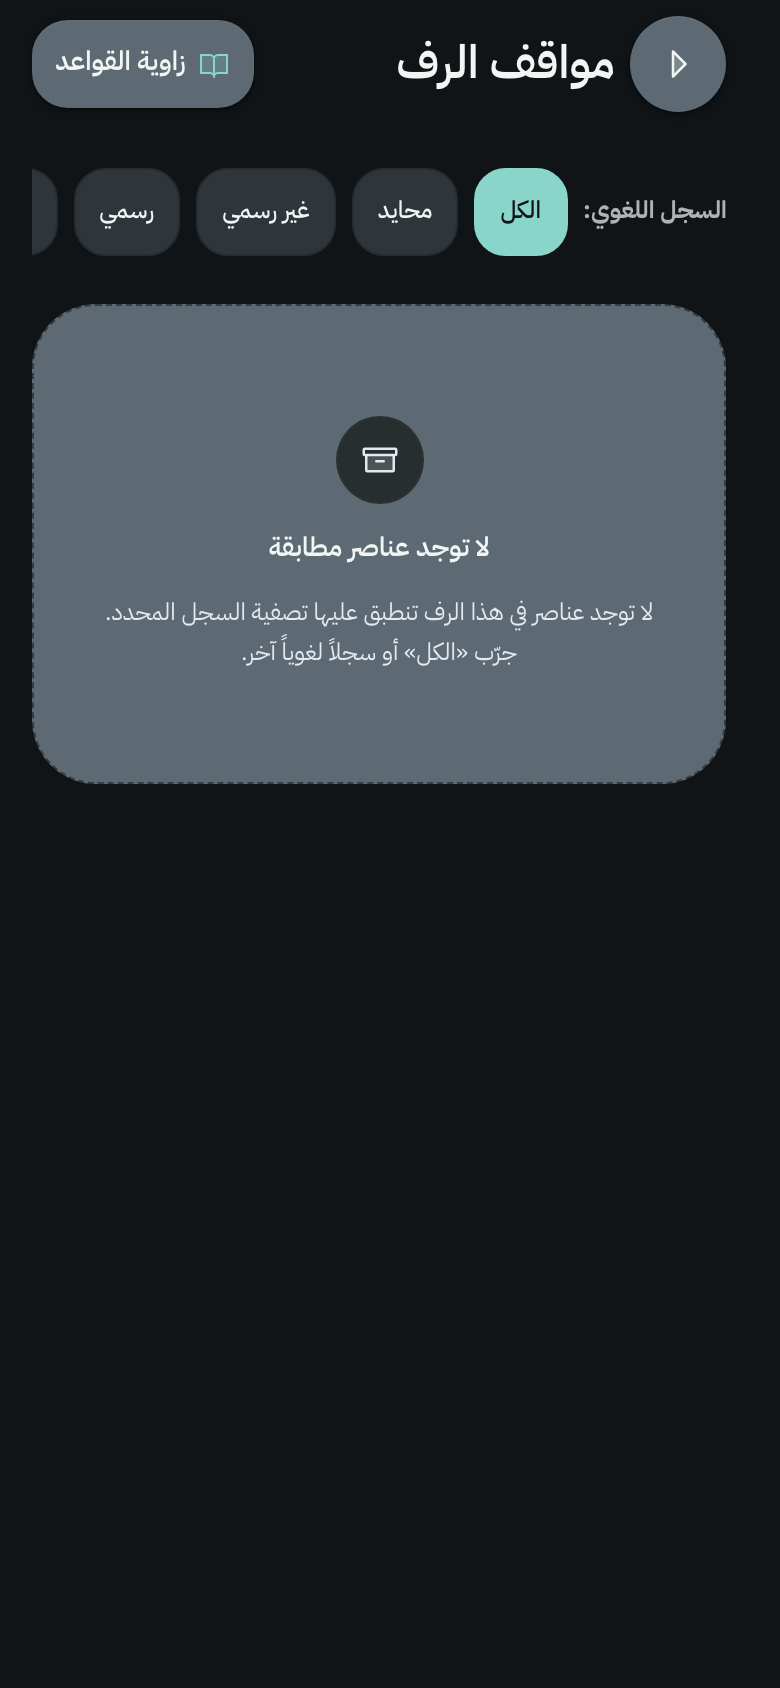 مواقف الرف
زاوية القواعد
السجل اللغوي:
الكل
محايد
غير رسمي
رسمي
لا توجد عناصر مطابقة
لا توجد عناصر في هذا الرف تنطبق عليها تصفية السجل المحدد.
جرّب «الكل» أو سجلاً لغوياً آخر.